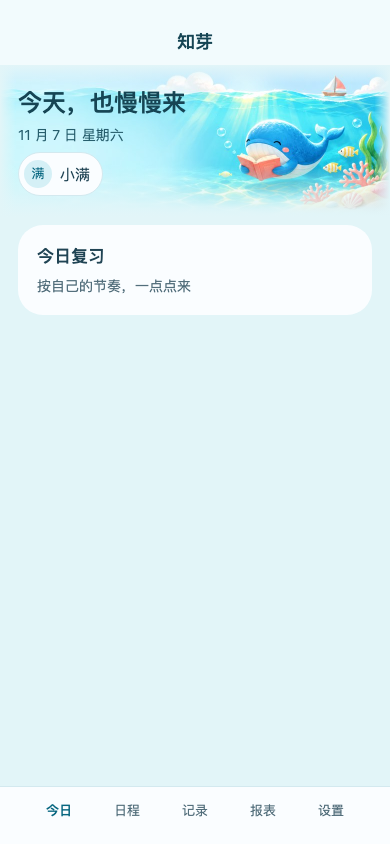 知芽
今天，也慢慢来
11 月 7 日 星期六
满 小满
今日复习
按自己的节奏，一点点来
今日 日程 记录 报表 设置